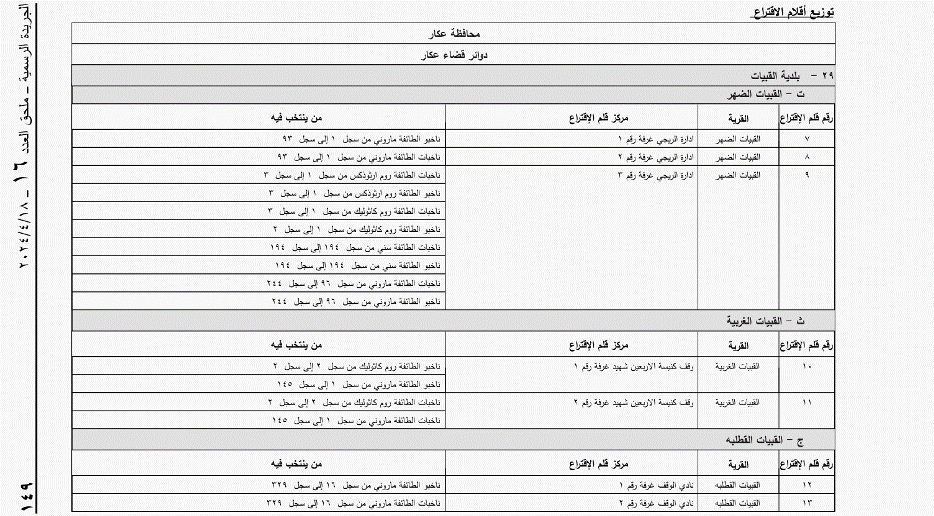 توزيع أقلام الاقتراع
محافظة عكار
دوائر قضاء عكار
٢٩ - بلدية القبيات
ت - القبيات الضهر
رقم قلم الإقتراع القرية مركز قلم الإقتراع من ينتخب فيه
٧ القبيات الضهر ادارة الريجي غرفة رقم ١ ناخبو الطائفة ماروني من سجل ١ إلى سجل ٩٣
٨ القبيات الضهر ادارة الريجي غرفة رقم ٢ ناخبات الطائفة ماروني من سجل ١ إلى سجل ٩٣
٩ القبيات الضهر ادارة الريجي غرفة رقم ٣ ناخبات الطائفة روم ارثوذكس من سجل ١ إلى سجل ٣
ناخبو الطائفة روم ارثوذكس من سجل ١ إلى سجل ٣
ناخبات الطائفة روم كاثوليك من سجل ١ إلى سجل ٣
ناخبو الطائفة روم كاثوليك من سجل ١ إلى سجل ٢
ناخبات الطائفة سني من سجل ١٩٤ إلى سجل ١٩٤
ناخبو الطائفة سني من سجل ١٩٤ إلى سجل ١٩٤
ناخبات الطائفة ماروني من سجل ٩٦ إلى سجل ٢٤٤
ناخبو الطائفة ماروني من سجل ٩٦ إلى سجل ٢٤٤
ث - القبيات الغربية
رقم قلم الإقتراع القرية مركز قلم الإقتراع من ينتخب فيه
١٠ القبيات الغربية وقف كنيسة الاربعين شهيد غرفة رقم ١ ناخبو الطائفة روم كاثوليك من سجل ٢ إلى سجل ٢
ناخبو الطائفة ماروني من سجل ١ إلى سجل ١٤٥
١١ القبيات الغربية وقف كنيسة الاربعين شهيد غرفة رقم ٢ ناخبات الطائفة روم كاثوليك من سجل ٢ إلى سجل ٢
ناخبات الطائفة ماروني من سجل ١ إلى سجل ١٤٥
ج - القبيات القطلبه
رقم قلم الإقتراع القرية مركز قلم الإقتراع من ينتخب فيه
١٢ القبيات القطلبه نادي الوقف غرفة رقم ١ ناخبو الطائفة ماروني من سجل ١٦ إلى سجل ٣٢٩
١٣ القبيات القطلبه نادي الوقف غرفة رقم ٢ ناخبات الطائفة ماروني من سجل ١٦ إلى سجل ٣٢٩
الجريدة الرسمية - ملحق العدد ١٦ - ٢٠٢٤/٤/١٨
١٤٩